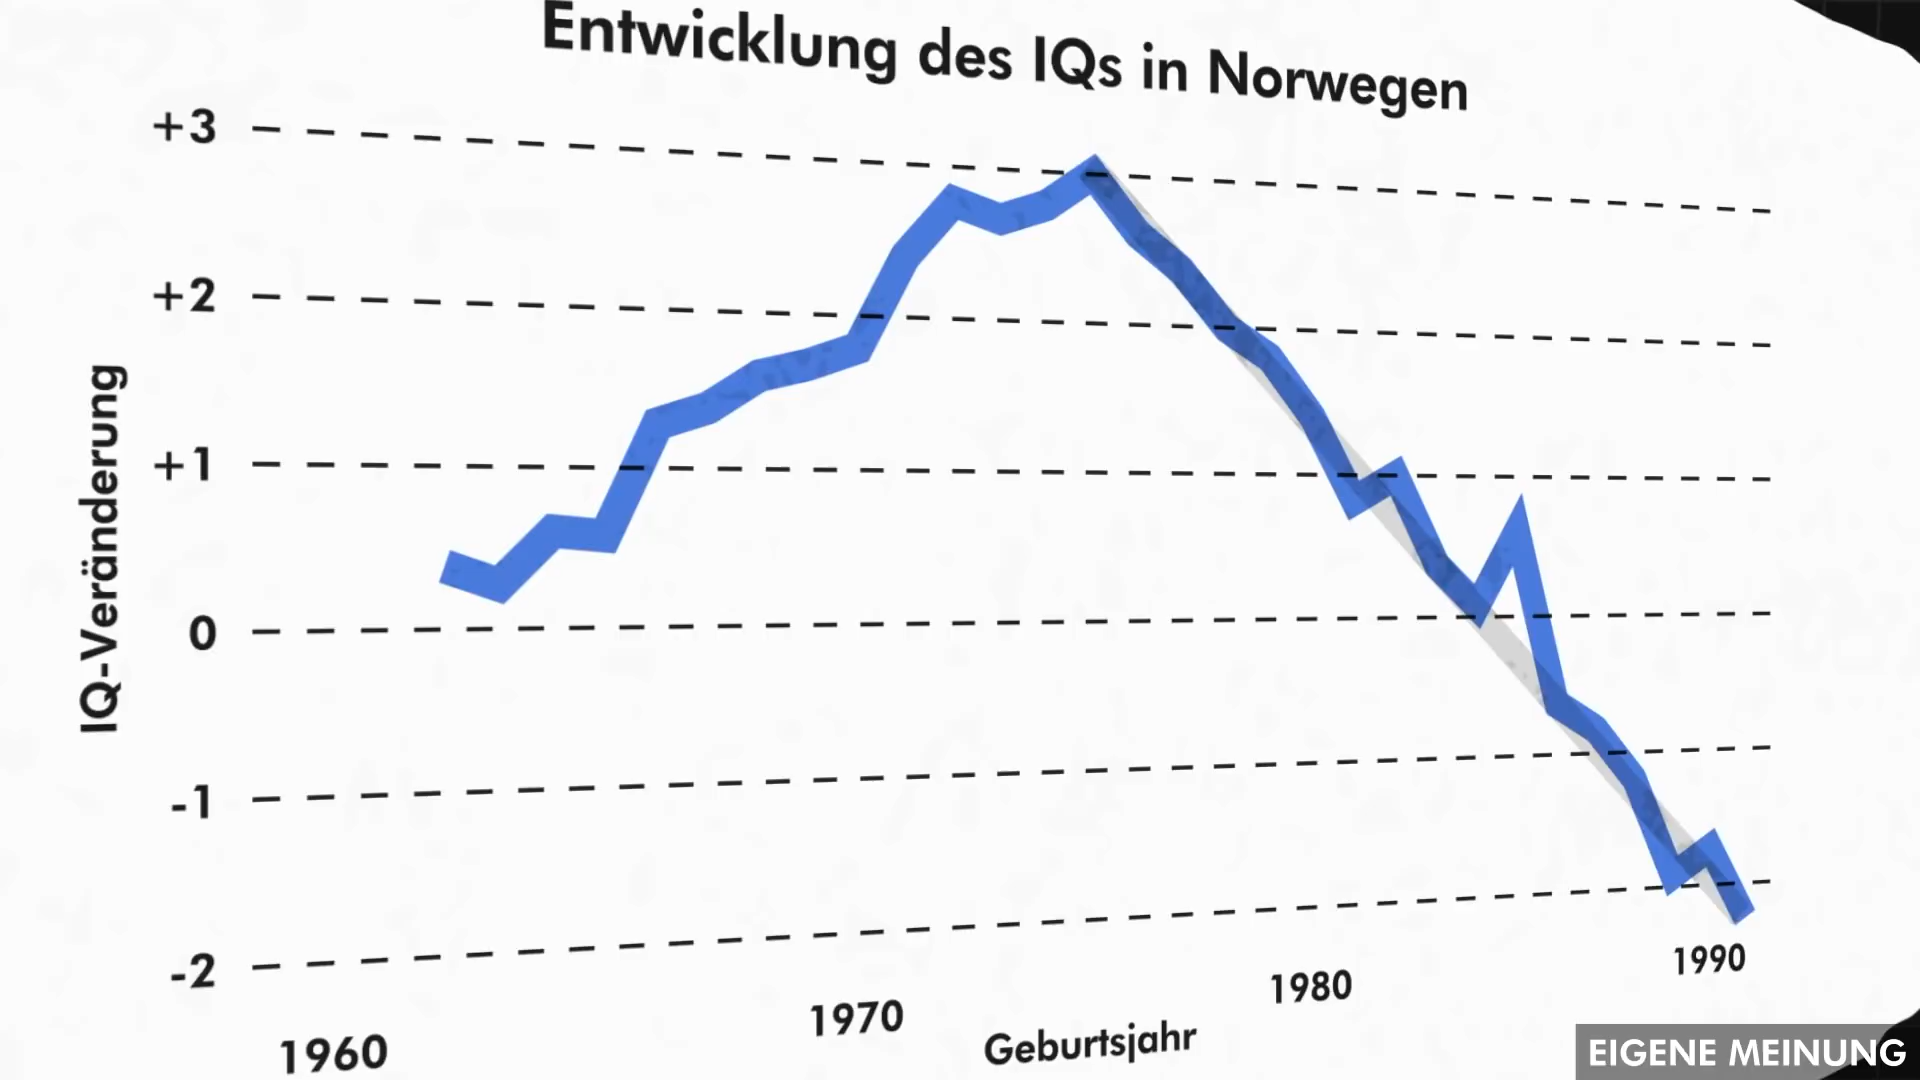 Entwicklung des IQs in Norwegen
+3
+2
+1
0
-1
-2
IQ-Veränderung
1960
1970
1980
1990
Geburtsjahr
EIGENE MEINUNG